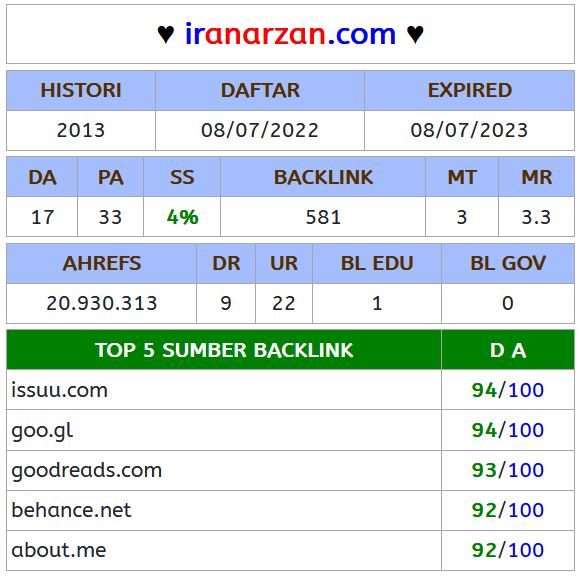 ♥ iranarzan.com ♥
HISTORI DAFTAR EXPIRED
2013 08/07/2022 08/07/2023
DA PA SS BACKLINK MT MR
17 33 4% 581 3 3.3
AHREFS DR UR BL EDU BL GOV
20.930.313 9 22 1 0
TOP 5 SUMBER BACKLINK D A
issuu.com 94/100
goo.gl 94/100
goodreads.com 93/100
behance.net 92/100
about.me 92/100